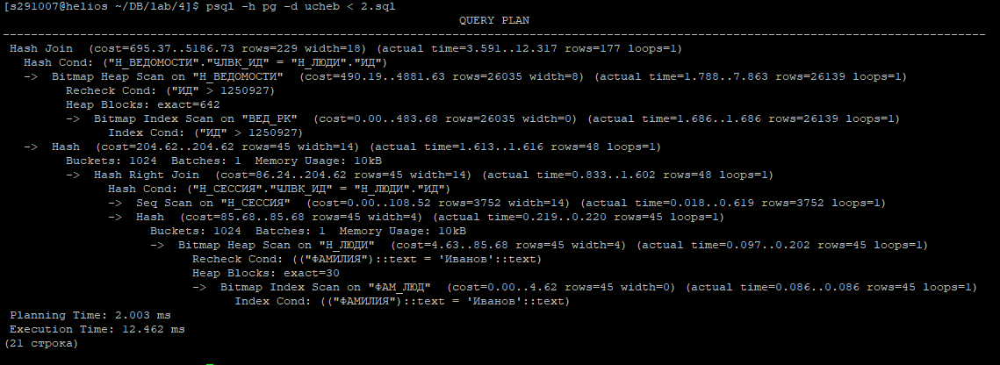 [s291007@helios ~/DB/lab/4]$ psql -h pg -d ucheb < 2.sql
QUERY PLAN
-----------------------------------------------------------------------------------------------------------------------------------------
Hash Join  (cost=695.37..5186.73 rows=229 width=18) (actual time=3.591..12.317 rows=177 loops=1)
Hash Cond: ("Н_ВЕДОМОСТИ"."ЧЛВК_ИД" = "Н_ЛЮДИ"."ИД")
->  Bitmap Heap Scan on "Н_ВЕДОМОСТИ"  (cost=490.19..4881.63 rows=26035 width=8) (actual time=1.788..7.863 rows=26139 loops=1)
Recheck Cond: ("ИД" > 1250927)
Heap Blocks: exact=642
->  Bitmap Index Scan on "ВЕД_PK"  (cost=0.00..483.68 rows=26035 width=0) (actual time=1.686..1.686 rows=26139 loops=1)
Index Cond: ("ИД" > 1250927)
->  Hash  (cost=204.62..204.62 rows=45 width=14) (actual time=1.613..1.616 rows=48 loops=1)
Buckets: 1024  Batches: 1  Memory Usage: 10kB
->  Hash Right Join  (cost=86.24..204.62 rows=45 width=14) (actual time=0.833..1.602 rows=48 loops=1)
Hash Cond: ("Н_СЕССИЯ"."ЧЛВК_ИД" = "Н_ЛЮДИ"."ИД")
->  Seq Scan on "Н_СЕССИЯ"  (cost=0.00..108.52 rows=3752 width=14) (actual time=0.018..0.619 rows=3752 loops=1)
->  Hash  (cost=85.68..85.68 rows=45 width=4) (actual time=0.219..0.220 rows=45 loops=1)
Buckets: 1024  Batches: 1  Memory Usage: 10kB
->  Bitmap Heap Scan on "Н_ЛЮДИ"  (cost=4.63..85.68 rows=45 width=4) (actual time=0.097..0.202 rows=45 loops=1)
Recheck Cond: (("ФАМИЛИЯ")::text = 'Иванов'::text)
Heap Blocks: exact=30
->  Bitmap Index Scan on "ФАМ_ЛЮД"  (cost=0.00..4.62 rows=45 width=0) (actual time=0.086..0.086 rows=45 loops=1)
Index Cond: (("ФАМИЛИЯ")::text = 'Иванов'::text)
Planning Time: 2.003 ms
Execution Time: 12.462 ms
(21 строка)